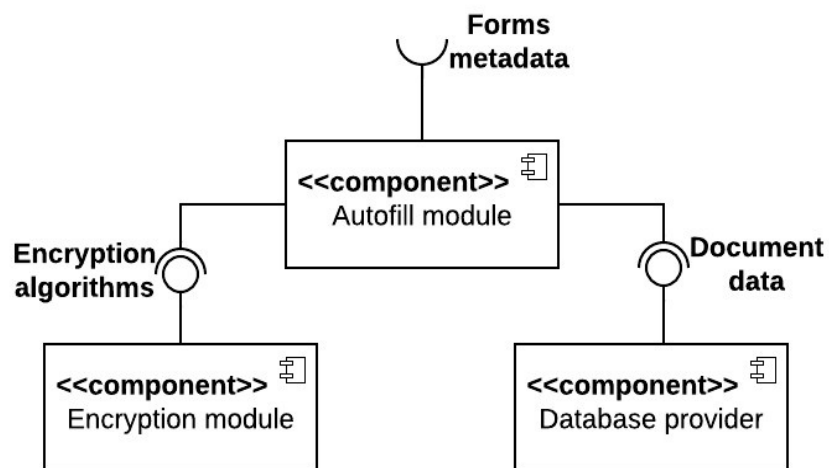 Forms
metadata
<<component>>
Autofill module
Encryption
algorithms
Document
data
<<component>>
Encryption module
<<component>>
Database provider